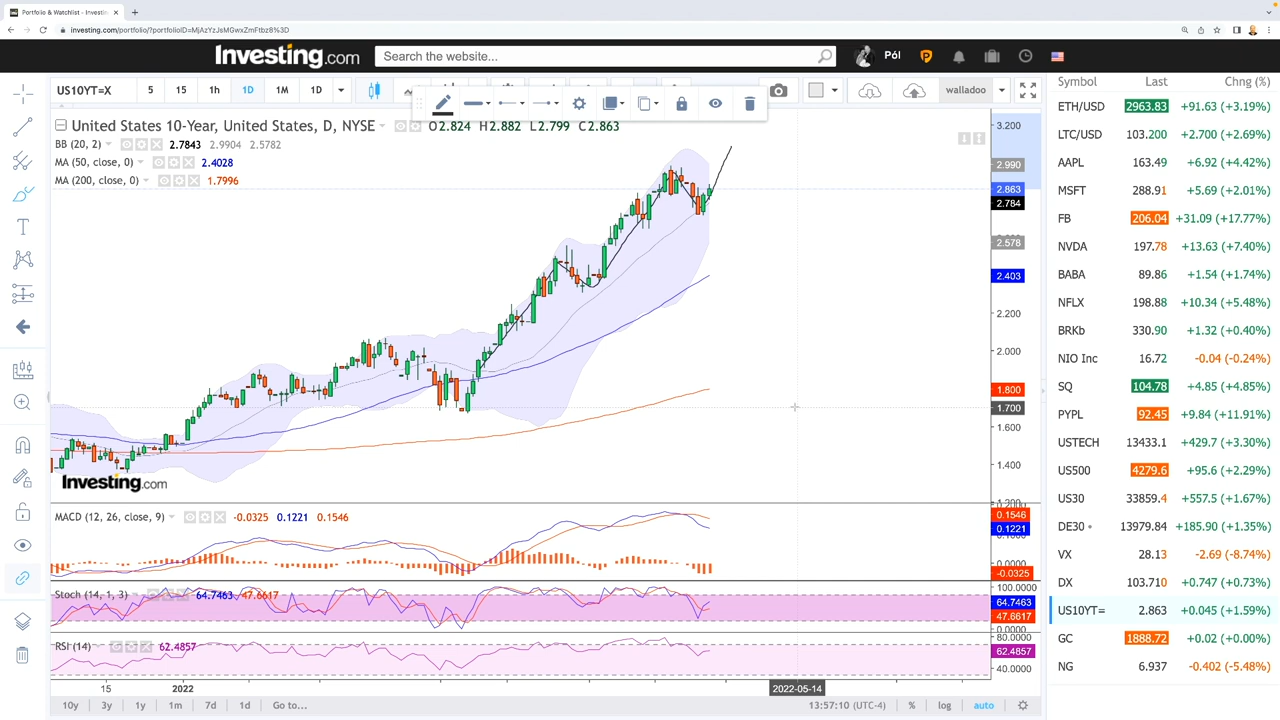 Portfolio & Watchlist - Investin
investing.com/portfolio/?portfolioID=MjAzYzJsMGwxZmFtbz8%3D
Investing.com Search the website... Pól
US10YT=X 5 15 1h 1D 1M 1D walladoo
United States 10-Year, United States, D, NYSE O2.824 H2.882 L2.799 C2.863
BB (20, 2) 2.7843 2.9904 2.5782
MA (50, close, 0) 2.4028
MA (200, close, 0) 1.7996
3.200
2.990
2.863
2.784
2.578
2.403
2.200
2.000
1.800
1.700
1.600
1.400
1.200
Investing.com
MACD (12, 26, close, 9) -0.0325 0.1221 0.1546
0.1546
0.1221
0.0000
-0.0325
Stoch (14, 1, 3) 64.7463 47.6617
100.0000
64.7463
47.6617
0.0000
RSI (14) 62.4857
80.0000
62.4857
40.0000
15 2022 2022-05-14
10y 3y 1y 1m 7d 1d Go to... 13:57:10 (UTC-4) % log auto
Symbol Last Chng (%)
ETH/USD 2963.83 +91.63 (+3.19%)
LTC/USD 103.200 +2.700 (+2.69%)
AAPL 163.49 +6.92 (+4.42%)
MSFT 288.91 +5.69 (+2.01%)
FB 206.04 +31.09 (+17.77%)
NVDA 197.78 +13.63 (+7.40%)
BABA 89.86 +1.54 (+1.74%)
NFLX 198.88 +10.34 (+5.48%)
BRKb 330.90 +1.32 (+0.40%)
NIO Inc 16.72 -0.04 (-0.24%)
SQ 104.78 +4.85 (+4.85%)
PYPL 92.45 +9.84 (+11.91%)
USTECH 13433.1 +429.7 (+3.30%)
US500 4279.6 +95.6 (+2.29%)
US30 33859.4 +557.5 (+1.67%)
DE30 13979.84 +185.90 (+1.35%)
VX 28.13 -2.69 (-8.74%)
DX 103.710 +0.747 (+0.73%)
US10YT= 2.863 +0.045 (+1.59%)
GC 1888.72 +0.02 (+0.00%)
NG 6.937 -0.402 (-5.48%)